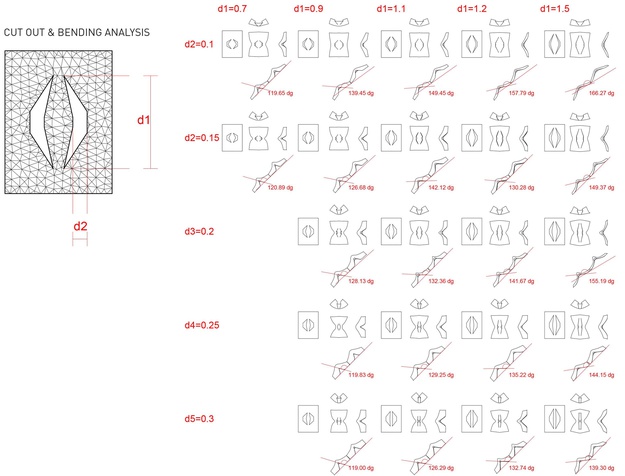 d1=0.7 d1=0.9 d1=1.1 d1=1.2 d1=1.5
CUT OUT & BENDING ANALYSIS
d2=0.1
119.65 dg 139.45 dg 149.45 dg 157.79 dg 166.27 dg
d1
d2=0.15
120.89 dg 126.68 dg 142.12 dg 130.28 dg 149.37 dg
d2
d3=0.2
128.13 dg 132.36 dg 141.67 dg 155.19 dg
d4=0.25
119.83 dg 129.25 dg 135.22 dg 144.15 dg
d5=0.3
119.00 dg 126.29 dg 132.74 dg 139.30 dg